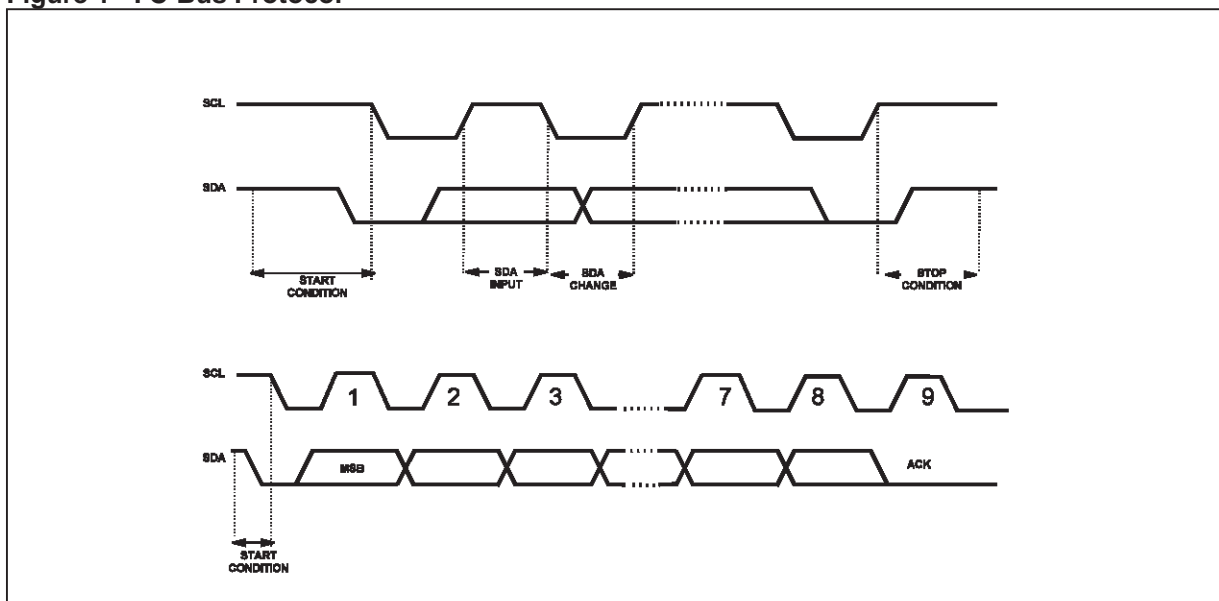 SCL
SDA
START
CONDITION
SDA
INPUT
SDA
CHANGE
STOP
CONDITION
SCL
1 2 3 7 8 9
SDA
MSB
ACK
START
CONDITION